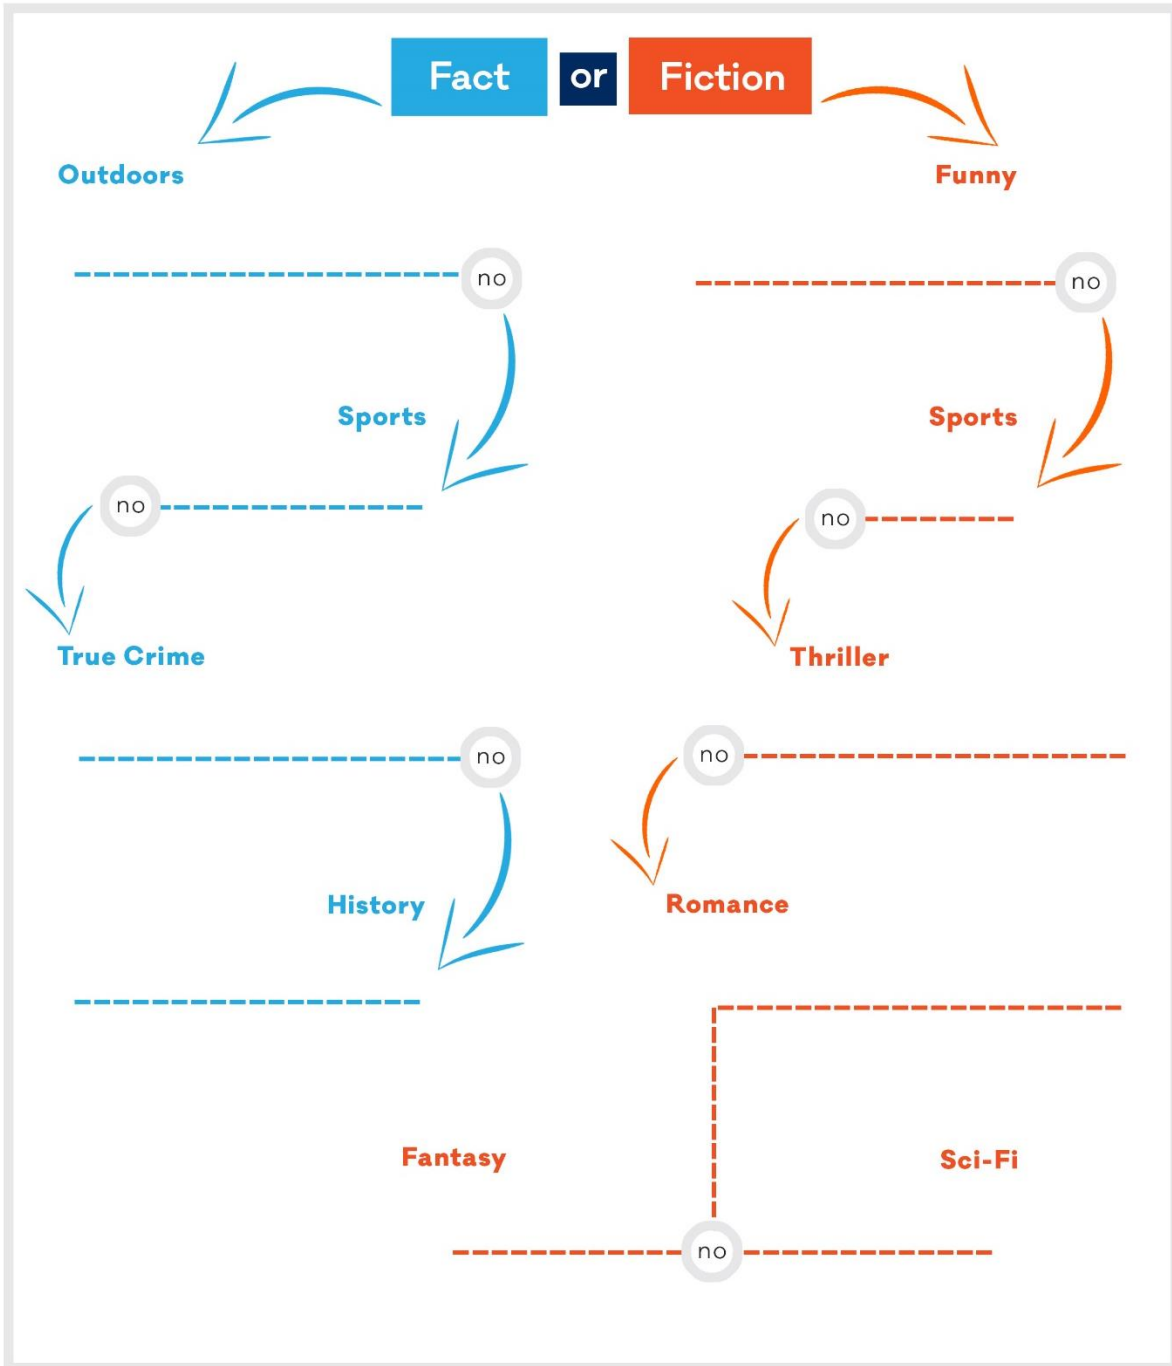 Fact or Fiction
Outdoors
Funny
no
no
Sports
Sports
no
no
True Crime
Thriller
no
no
History
Romance
Fantasy
Sci-Fi
no